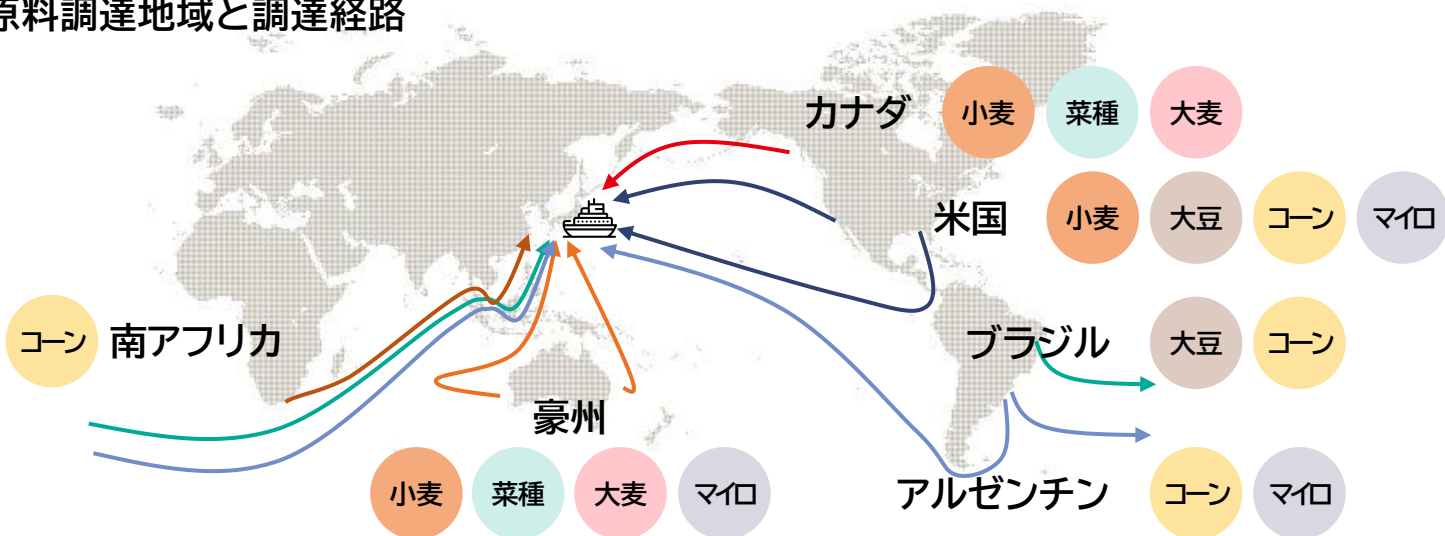 原料調達地域と調達経路
カナダ 小麦 菜種 大麦
米国 小麦 大豆 コーン マイロ
コーン 南アフリカ
ブラジル 大豆 コーン
豪州
小麦 菜種 大麦 マイロ
アルゼンチン コーン マイロ